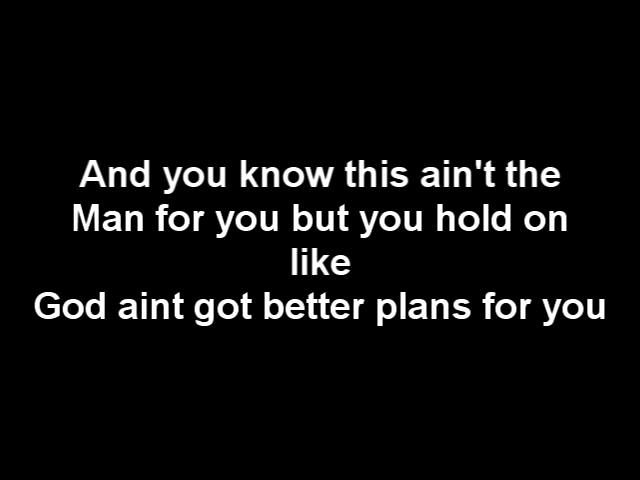 And you know this ain't the
Man for you but you hold on
like
God aint got better plans for you